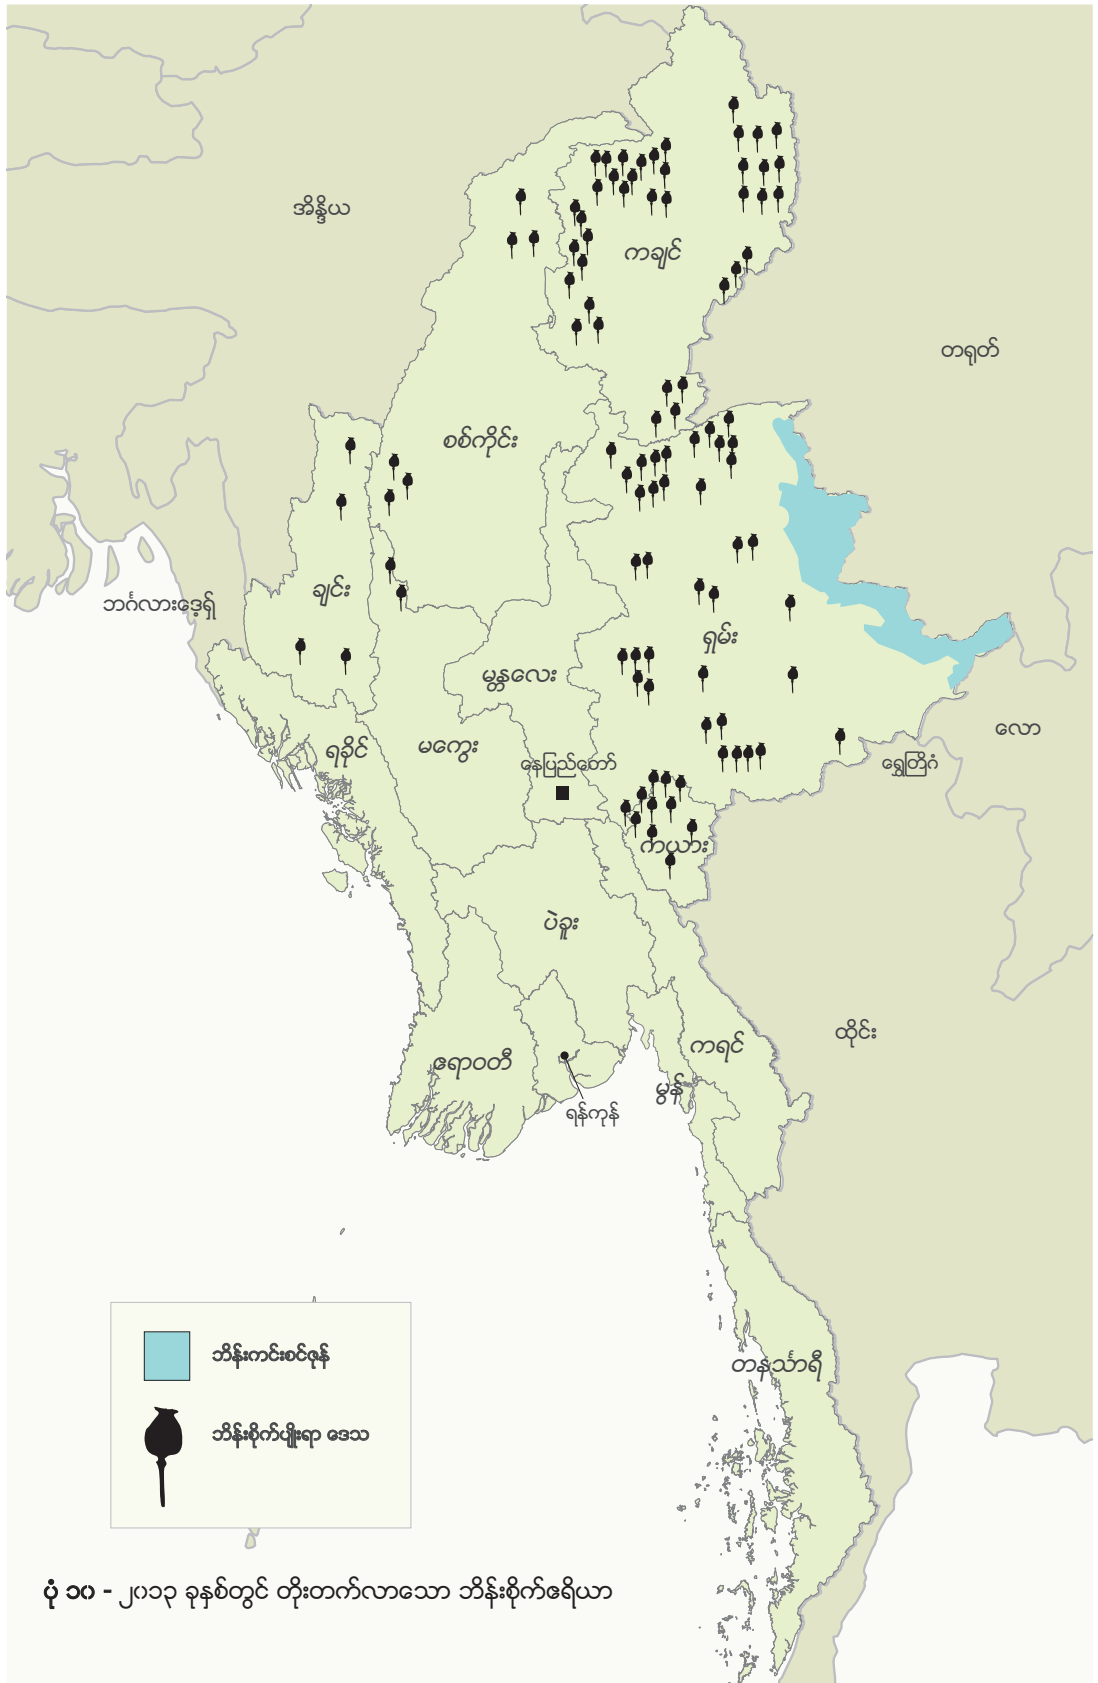 အိန္ဒိယ
ကချင်
တရုတ်
စစ်ကိုင်း
ချင်း
ဘင်္ဂလားဒေ့ရှ်
ရှမ်း
မန္တလေး
လော
ရခိုင်
မကွေး
နေပြည်တော်
ရွှေတြိဂံ
ကယား
ပဲခူး
ထိုင်း
ကရင်
ဧရာဝတီ
မွန်
ရန်ကုန်
တနင်္သာရီ
ဘိန်းကင်းစင်ဇုန်
ဘိန်းစိုက်ပျိုးရာ ဒေသ
ပုံ ၁၀ - ၂၀၁၃ ခုနှစ်တွင် တိုးတက်လာသော ဘိန်းစိုက်ဧရိယာ